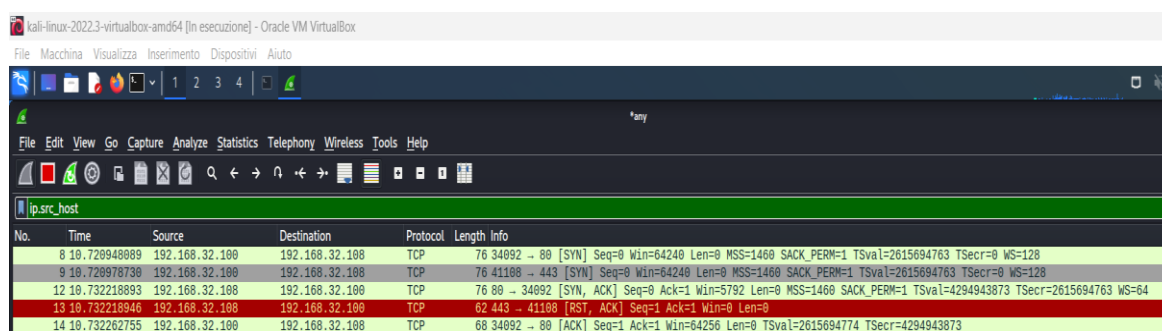 kali-linux-2022.3-virtualbox-amd64 [In esecuzione] - Oracle VM VirtualBox
File Macchina Visualizza Inserimento Dispositivi Aiuto
1 2 3 4
*any
File Edit View Go Capture Analyze Statistics Telephony Wireless Tools Help
ip.src_host
No. Time Source Destination Protocol Length Info
8 10.720948089 192.168.32.100 192.168.32.108 TCP 76 34092 → 80 [SYN] Seq=0 Win=64240 Len=0 MSS=1460 SACK_PERM=1 TSval=2615694763 TSecr=0 WS=128
9 10.720978730 192.168.32.100 192.168.32.108 TCP 76 41108 → 443 [SYN] Seq=0 Win=64240 Len=0 MSS=1460 SACK_PERM=1 TSval=2615694763 TSecr=0 WS=128
12 10.732218893 192.168.32.108 192.168.32.100 TCP 76 80 → 34092 [SYN, ACK] Seq=0 Ack=1 Win=5792 Len=0 MSS=1460 SACK_PERM=1 TSval=4294943873 TSecr=2615694763 WS=64
13 10.732218946 192.168.32.108 192.168.32.100 TCP 62 443 → 41108 [RST, ACK] Seq=1 Ack=1 Win=0 Len=0
14 10.732262755 192.168.32.100 192.168.32.108 TCP 68 34092 → 80 [ACK] Seq=1 Ack=1 Win=64256 Len=0 TSval=2615694774 TSecr=4294943873